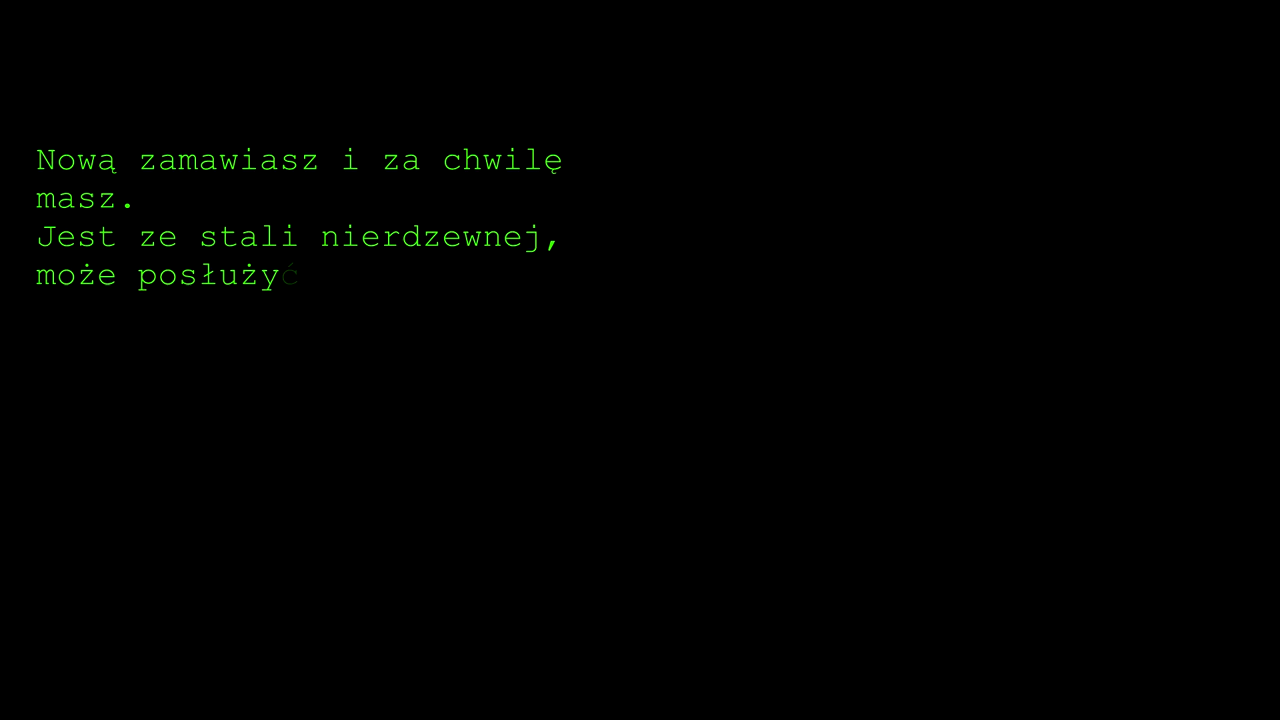 Nową zamawiasz i za chwilę
masz.
Jest ze stali nierdzewnej,
może posłużyć